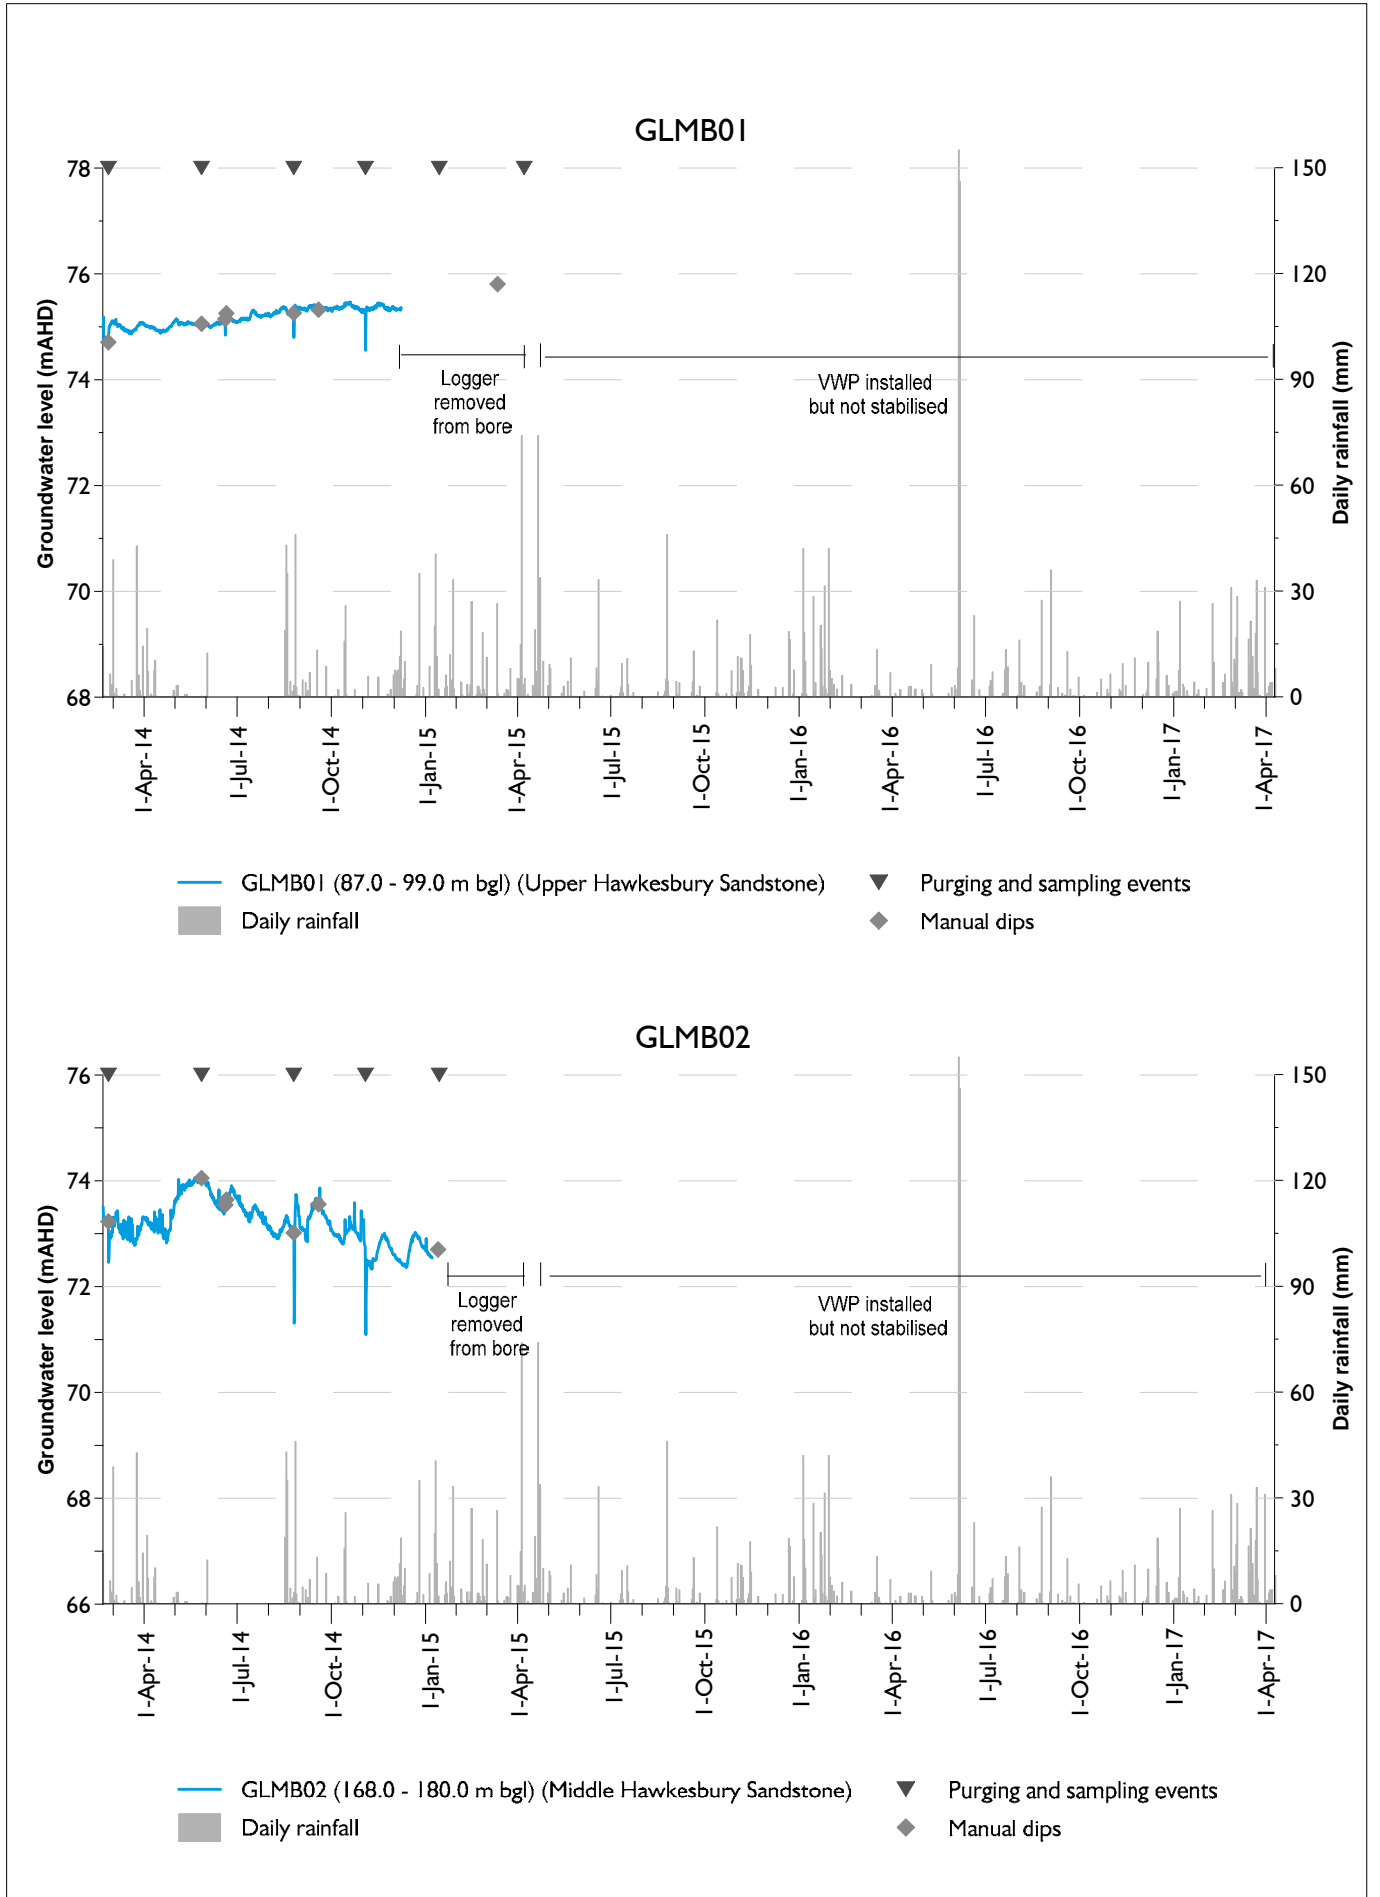 GLMB01
78
76
74
72
70
68
Groundwater level (mAHD)
150
120
90
60
30
0
Daily rainfall (mm)
Logger
removed
from bore
VWP installed
but not stabilised
1-Apr-14
1-Jul-14
1-Oct-14
1-Jan-15
1-Apr-15
1-Jul-15
1-Oct-15
1-Jan-16
1-Apr-16
1-Jul-16
1-Oct-16
1-Jan-17
1-Apr-17
GLMB01 (87.0 - 99.0 m bgl) (Upper Hawkesbury Sandstone)
Purging and sampling events
Daily rainfall
Manual dips
GLMB02
76
74
72
70
68
66
Groundwater level (mAHD)
150
120
90
60
30
0
Daily rainfall (mm)
Logger
removed
from bore
VWP installed
but not stabilised
1-Apr-14
1-Jul-14
1-Oct-14
1-Jan-15
1-Apr-15
1-Jul-15
1-Oct-15
1-Jan-16
1-Apr-16
1-Jul-16
1-Oct-16
1-Jan-17
1-Apr-17
GLMB02 (168.0 - 180.0 m bgl) (Middle Hawkesbury Sandstone)
Purging and sampling events
Daily rainfall
Manual dips